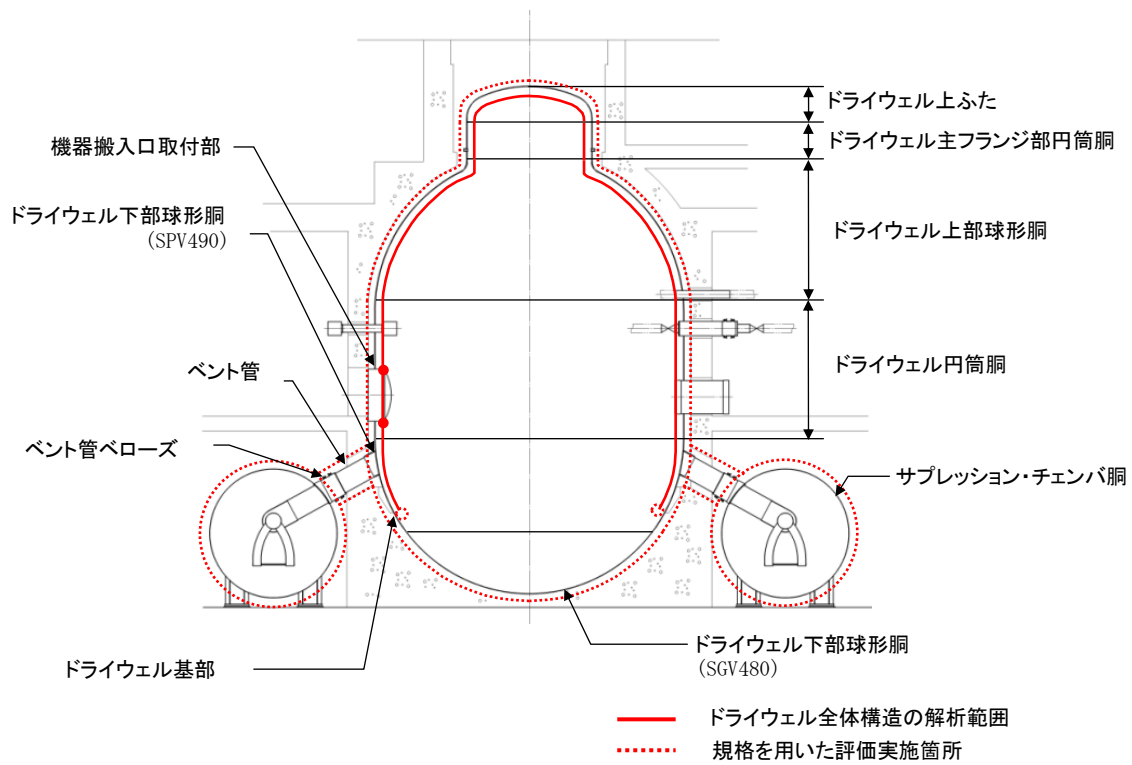 ドライウェル上ふた
ドライウェル主フランジ部円筒胴
機器搬入口取付部
ドライウェル下部球形胴
(SPV490)
ドライウェル上部球形胴
ドライウェル円筒胴
ベント管
ベント管ベローズ
サプレッション・チェンバ胴
ドライウェル基部
ドライウェル下部球形胴
(SGV480)
ドライウェル全体構造の解析範囲
規格を用いた評価実施箇所